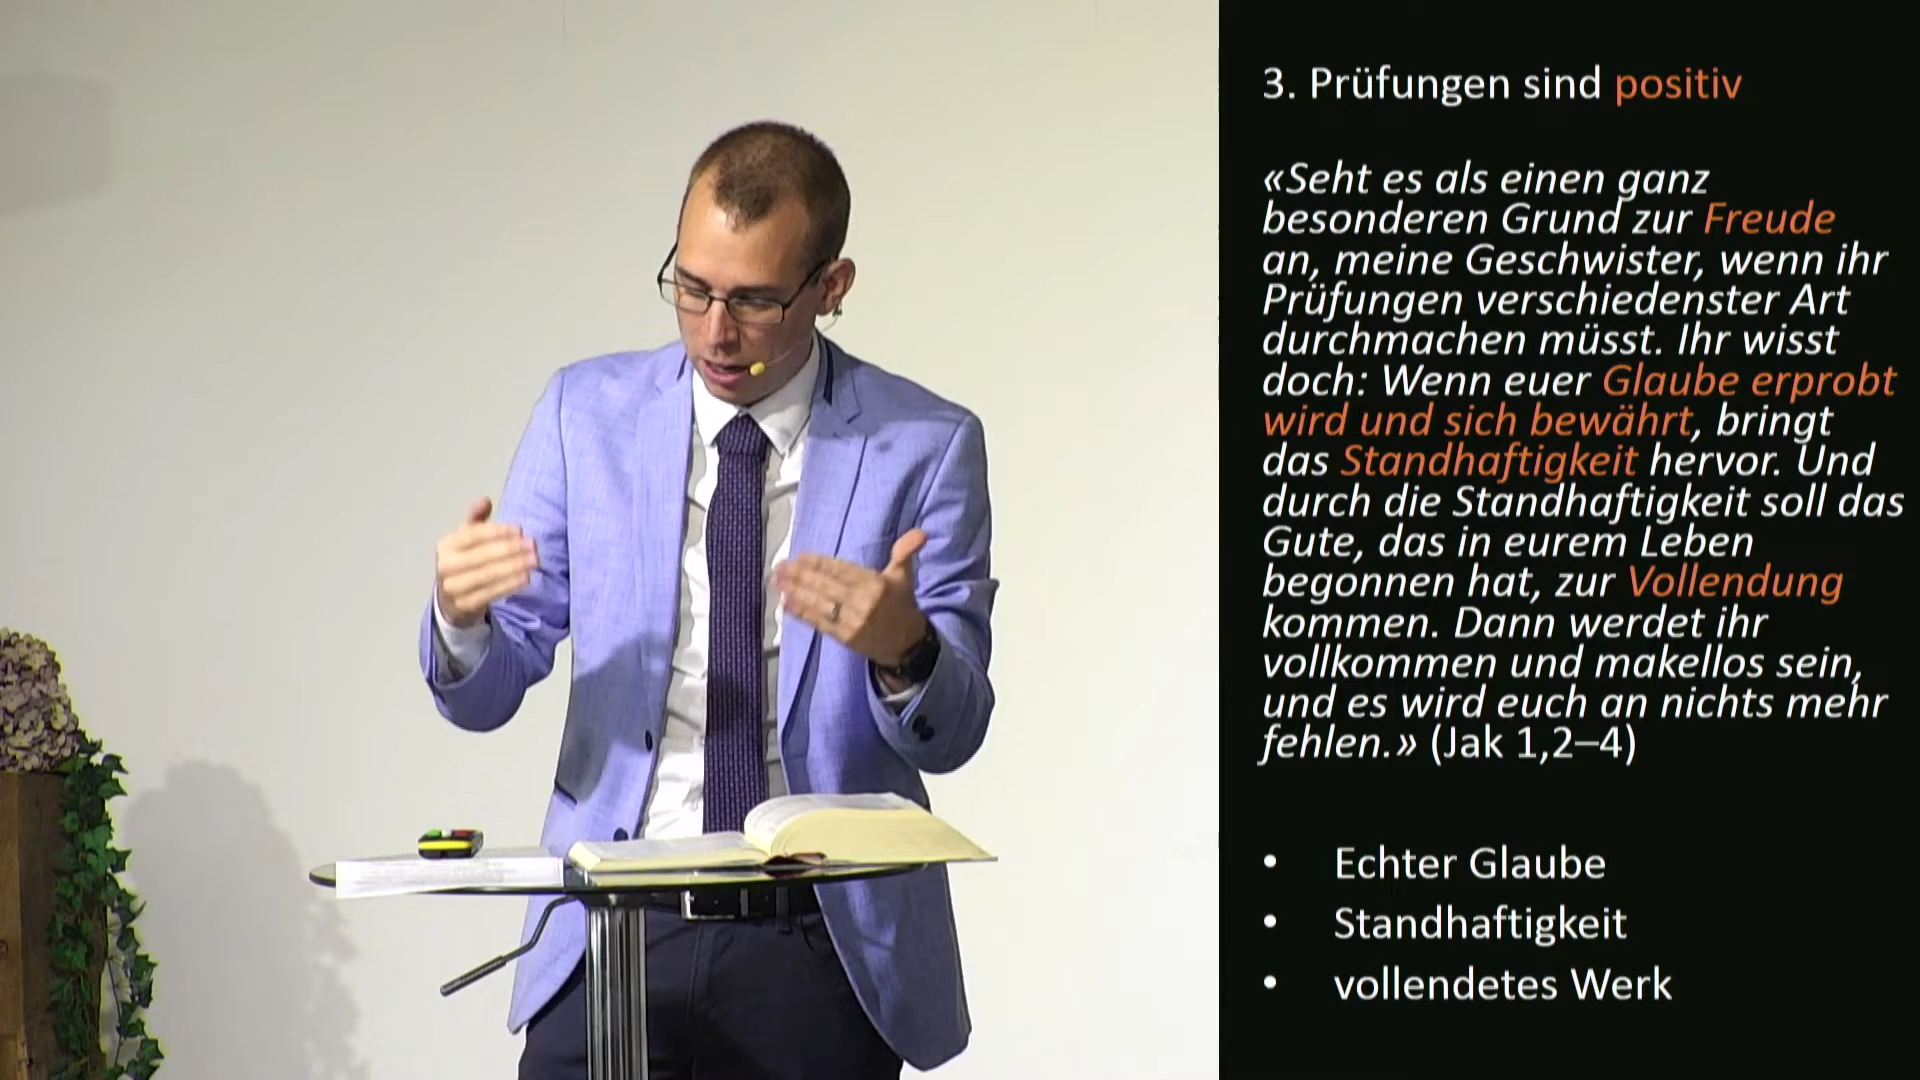 3. Prüfungen sind positiv
«Seht es als einen ganz
besonderen Grund zur Freude
an, meine Geschwister, wenn ihr
Prüfungen verschiedenster Art
durchmachen müsst. Ihr wisst
doch: Wenn euer Glaube erprobt
wird und sich bewährt, bringt
das Standhaftigkeit hervor. Und
durch die Standhaftigkeit soll das
Gute, das in eurem Leben
begonnen hat, zur Vollendung
kommen. Dann werdet ihr
vollkommen und makellos sein,
und es wird euch an nichts mehr
fehlen.» (Jak 1,2–4)
• Echter Glaube
• Standhaftigkeit
• vollendetes Werk